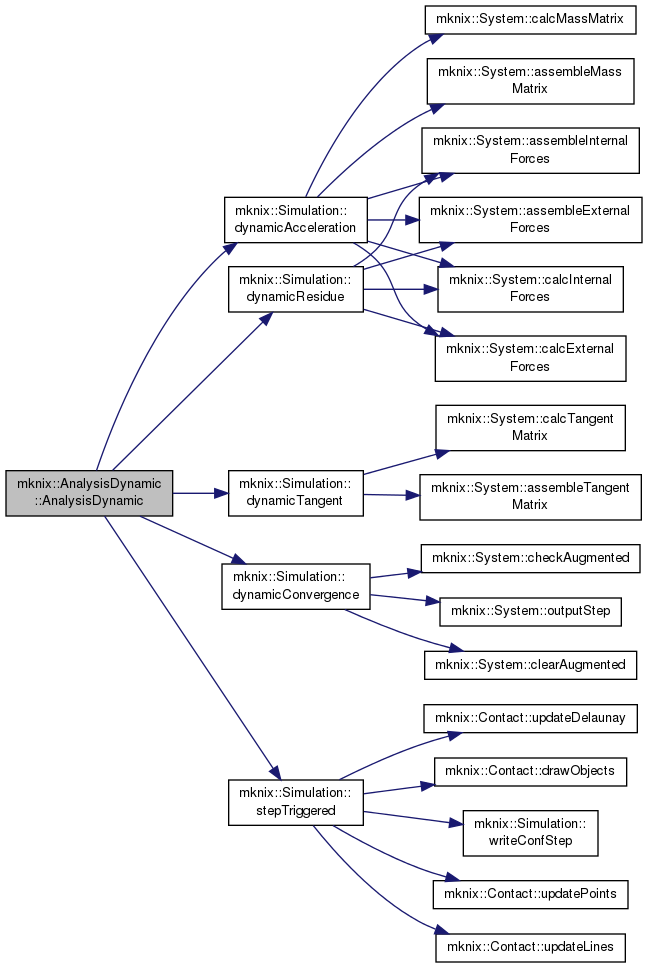 mknix::System::calcMassMatrix
mknix::System::assembleMass
Matrix
mknix::System::assembleInternal
Forces
mknix::Simulation::
dynamicAcceleration
mknix::System::assembleExternal
Forces
mknix::Simulation::
dynamicResidue
mknix::System::calcInternal
Forces
mknix::System::calcExternal
Forces
mknix::System::calcTangent
Matrix
mknix::AnalysisDynamic
::AnalysisDynamic
mknix::Simulation::
dynamicTangent
mknix::System::assembleTangent
Matrix
mknix::System::checkAugmented
mknix::Simulation::
dynamicConvergence
mknix::System::outputStep
mknix::System::clearAugmented
mknix::Contact::updateDelaunay
mknix::Contact::drawObjects
mknix::Simulation::
stepTriggered
mknix::Simulation::
writeConfStep
mknix::Contact::updatePoints
mknix::Contact::updateLines